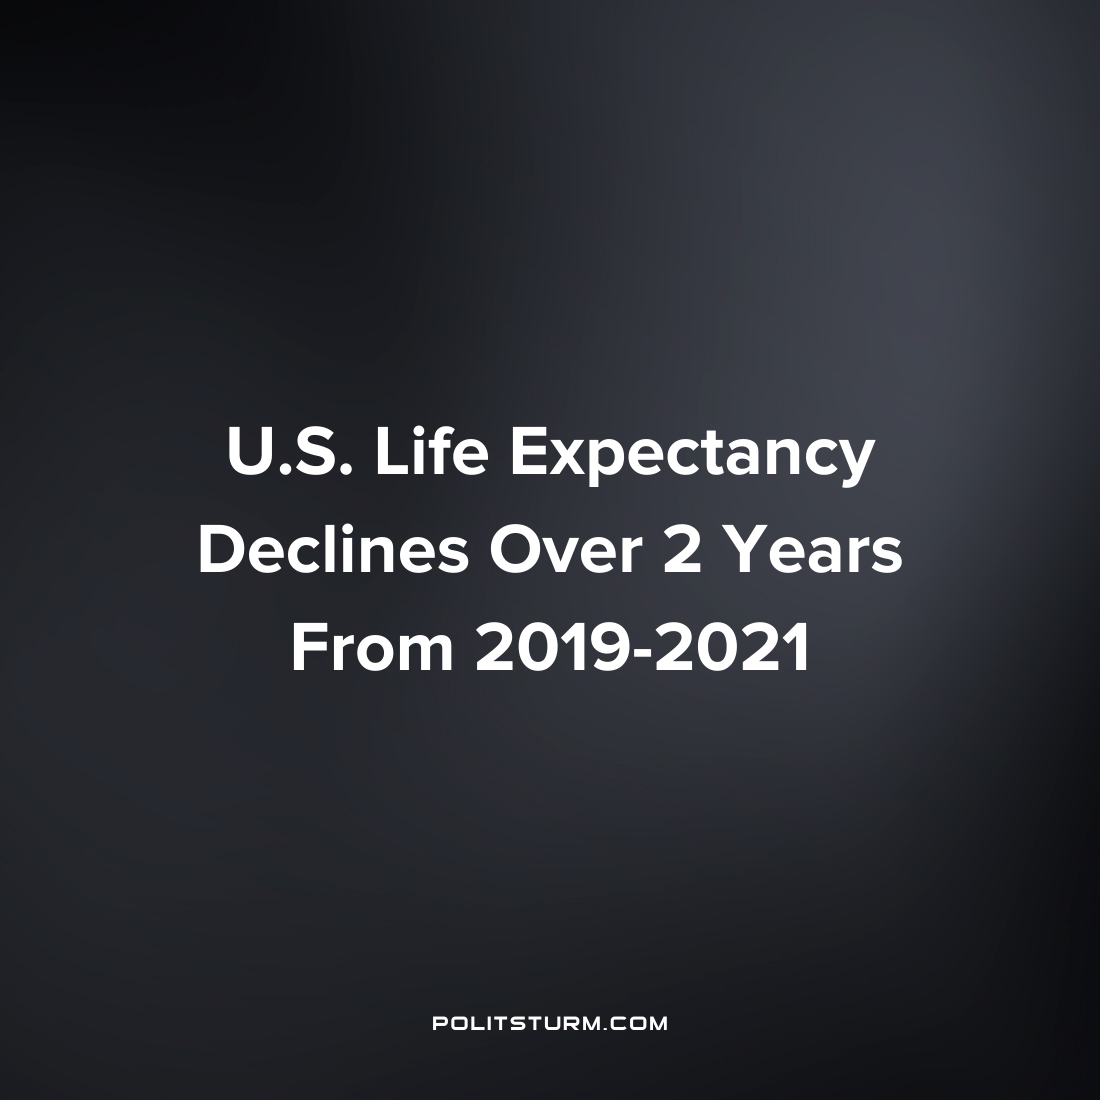 U.S. Life Expectancy
Declines Over 2 Years
From 2019-2021
POLITSTURM.COM